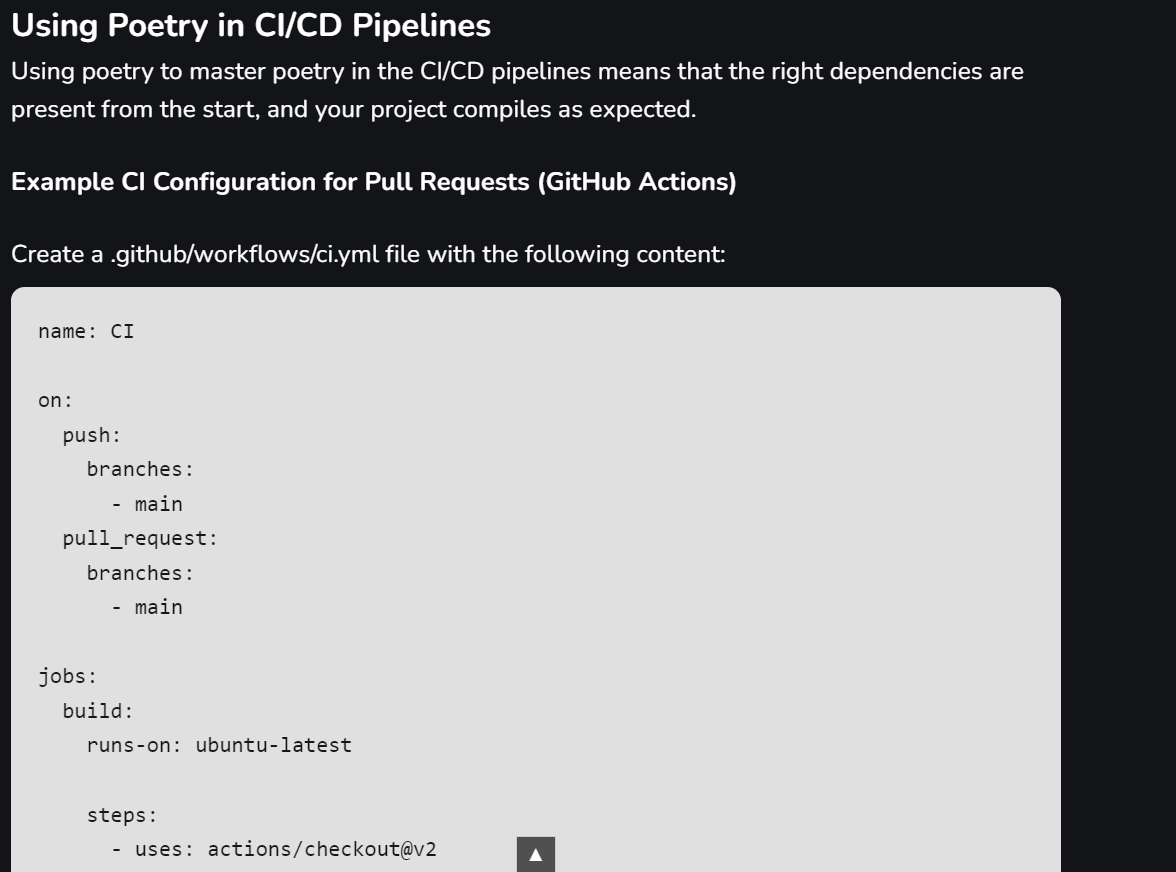 Using Poetry in CI/CD Pipelines
Using poetry to master poetry in the CI/CD pipelines means that the right dependencies are
present from the start, and your project compiles as expected.
Example CI Configuration for Pull Requests (GitHub Actions)
Create a .github/workflows/ci.yml file with the following content:
name: CI
on:
  push:
    branches:
      - main
  pull_request:
    branches:
      - main
jobs:
  build:
    runs-on: ubuntu-latest
    steps:
      - uses: actions/checkout@v2